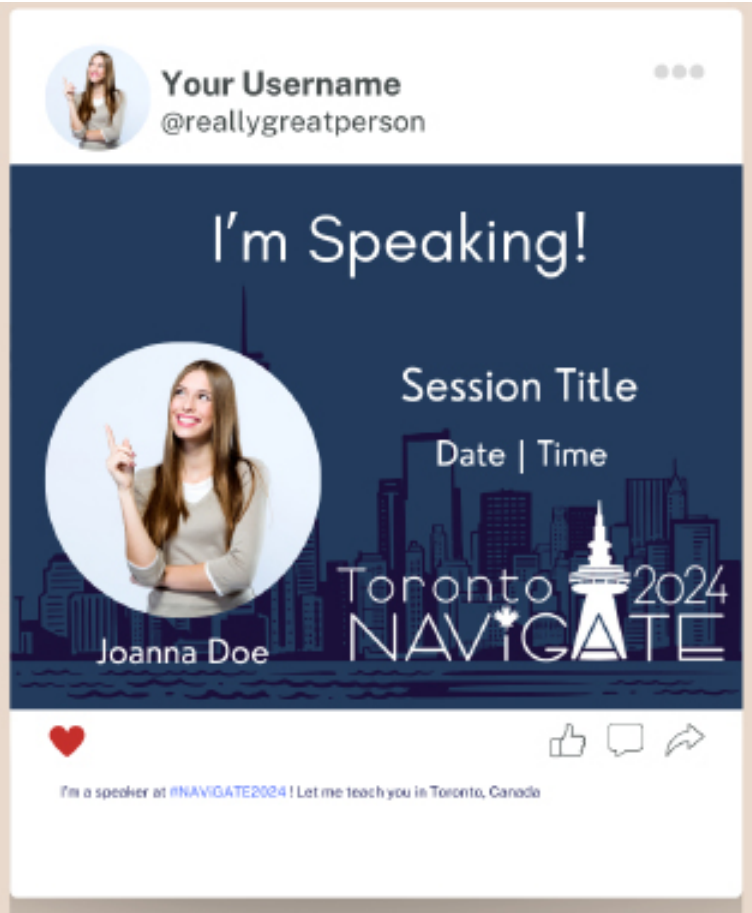 Your Username
@reallygreatperson
I'm Speaking!
Session Title
Date | Time
Toronto 2024
NAViGATE
Joanna Doe
I'm a speaker at #NAViGATE2024 ! Let me teach you in Toronto, Canada